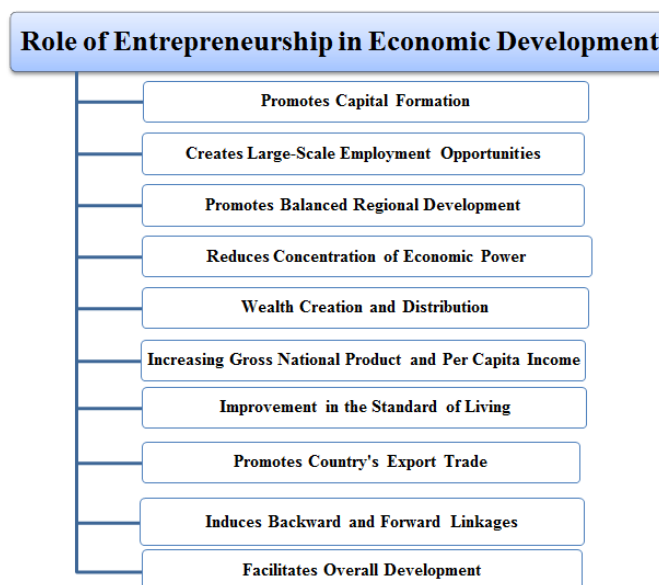 Role of Entrepreneurship in Economic Development
Promotes Capital Formation
Creates Large-Scale Employment Opportunities
Promotes Balanced Regional Development
Reduces Concentration of Economic Power
Wealth Creation and Distribution
Increasing Gross National Product and Per Capita Income
Improvement in the Standard of Living
Promotes Country's Export Trade
Induces Backward and Forward Linkages
Facilitates Overall Development